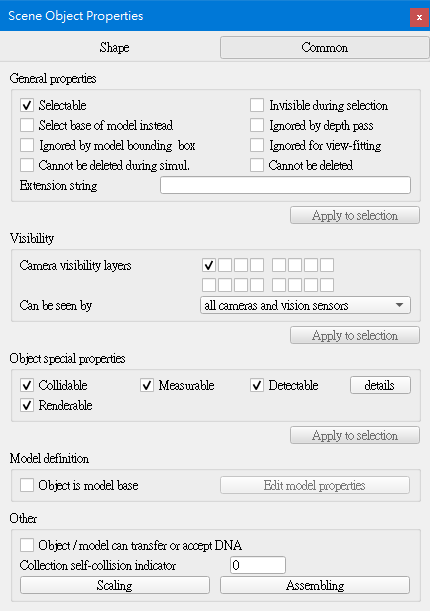 Scene Object Properties
x
Shape Common
General properties
Selectable Invisible during selection
Select base of model instead Ignored by depth pass
Ignored by model bounding box Ignored for view-fitting
Cannot be deleted during simul. Cannot be deleted
Extension string
Apply to selection
Visibility
Camera visibility layers
Can be seen by all cameras and vision sensors
Apply to selection
Object special properties
Collidable Measurable Detectable details
Renderable
Apply to selection
Model definition
Object is model base Edit model properties
Other
Object / model can transfer or accept DNA
Collection self-collision indicator 0
Scaling Assembling